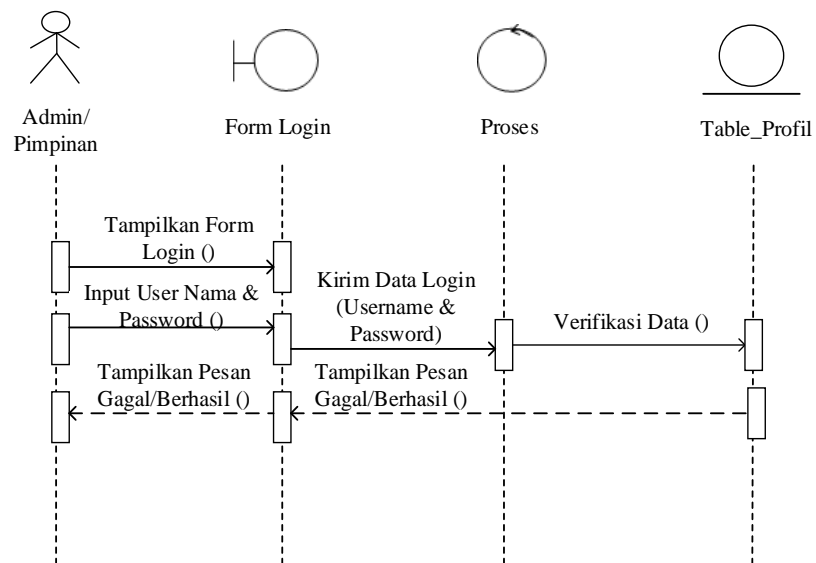 Admin/
Pimpinan
Form Login
Proses
Table_Profil
Tampilkan Form
Login ()
Input User Nama &
Password ()
Kirim Data Login
(Username &
Password)
Verifikasi Data ()
Tampilkan Pesan
Gagal/Berhasil ()
Tampilkan Pesan
Gagal/Berhasil ()